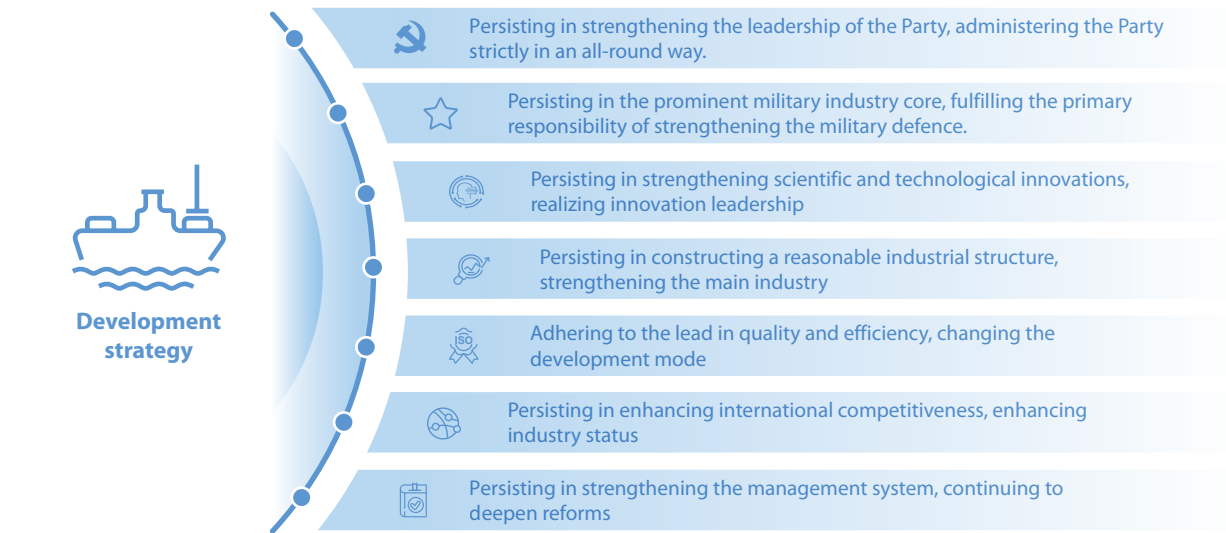 Persisting in strengthening the leadership of the Party, administering the Party
strictly in an all-round way.
Persisting in the prominent military industry core, fulfilling the primary
responsibility of strengthening the military defence.
Persisting in strengthening scientific and technological innovations,
realizing innovation leadership
Persisting in constructing a reasonable industrial structure,
strengthening the main industry
Development
strategy
ISO
Adhering to the lead in quality and efficiency, changing the
development mode
Persisting in enhancing international competitiveness, enhancing
industry status
Persisting in strengthening the management system, continuing to
deepen reforms